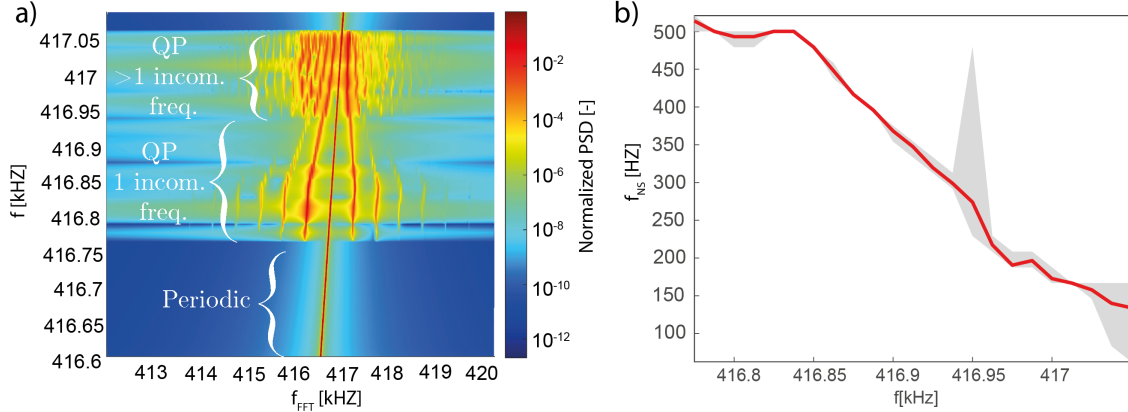 a)
417.05
417
416.95
416.9
416.85
416.8
416.75
416.7
416.65
416.6
f [kHZ]
QP
>1 incom.
freq.
QP
1 incom.
freq.
Periodic
413 414 415 416 417 418 419 420
f_FFT [kHZ]
10^-2
10^-4
10^-6
10^-8
10^-10
10^-12
Normalized PSD [-]
b)
500
450
400
350
300
250
200
150
100
f_NS [HZ]
416.8 416.85 416.9 416.95 417
f[kHz]